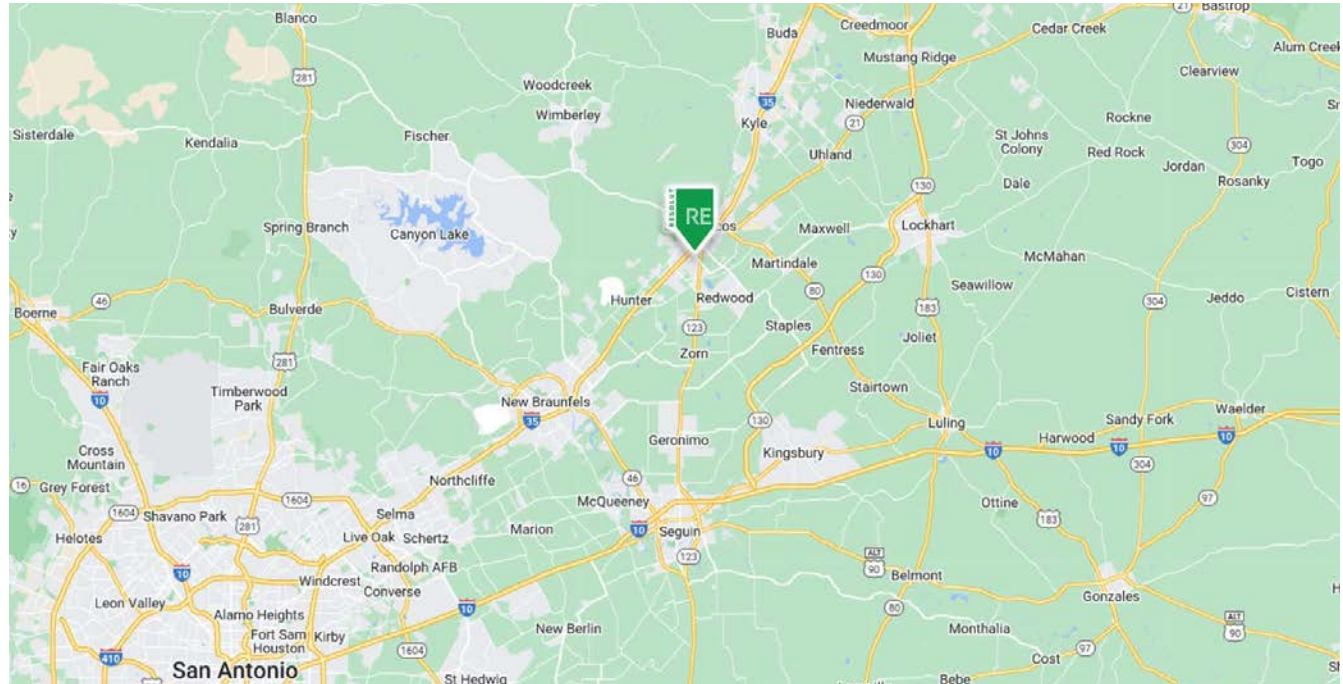 Blanco
Buda
Creedmoor
21
Bastrop
Cedar Creek
Mustang Ridge
Alum Creek
281
Clearview
Woodcreek
35
Niederwald
Wimberley
Kyle
21
Rockne
Sisterdale
Kendalia
Fischer
St Johns
Colony
304
Uhland
Red Rock
Jordan
Togo
130
Dale
Rosanky
RESOLUT
RE
Spring Branch
Canyon Lake
cos
Maxwell
Lockhart
Martindale
McMahan
130
46
Hunter
Redwood
80
Seawillow
Boerne
Bulverde
183
304
Jeddo
Cistern
123
Staples
Joliet
281
Zorn
Fentress
Fair Oaks
Ranch
10
Timberwood
Park
Stairtown
New Braunfels
35
130
Luling
Sandy Fork
Waelder
Geronimo
Harwood
10
10
10
Cross
Mountain
Kingsbury
304
16
Grey Forest
Northcliffe
46
1604
McQueeney
97
1604
Shavano Park
281
Selma
Marion
10
Seguin
Ottine
183
Helotes
Live Oak
Schertz
123
ALT
90
Randolph AFB
10
Windcrest
Converse
Belmont
Leon Valley
10
80
Gonzales
Alamo Heights
New Berlin
Monthalia
ALT
90
Fort Sam
Houston
Kirby
1604
97
410
Cost
San Antonio
St Hedwig
Bebe